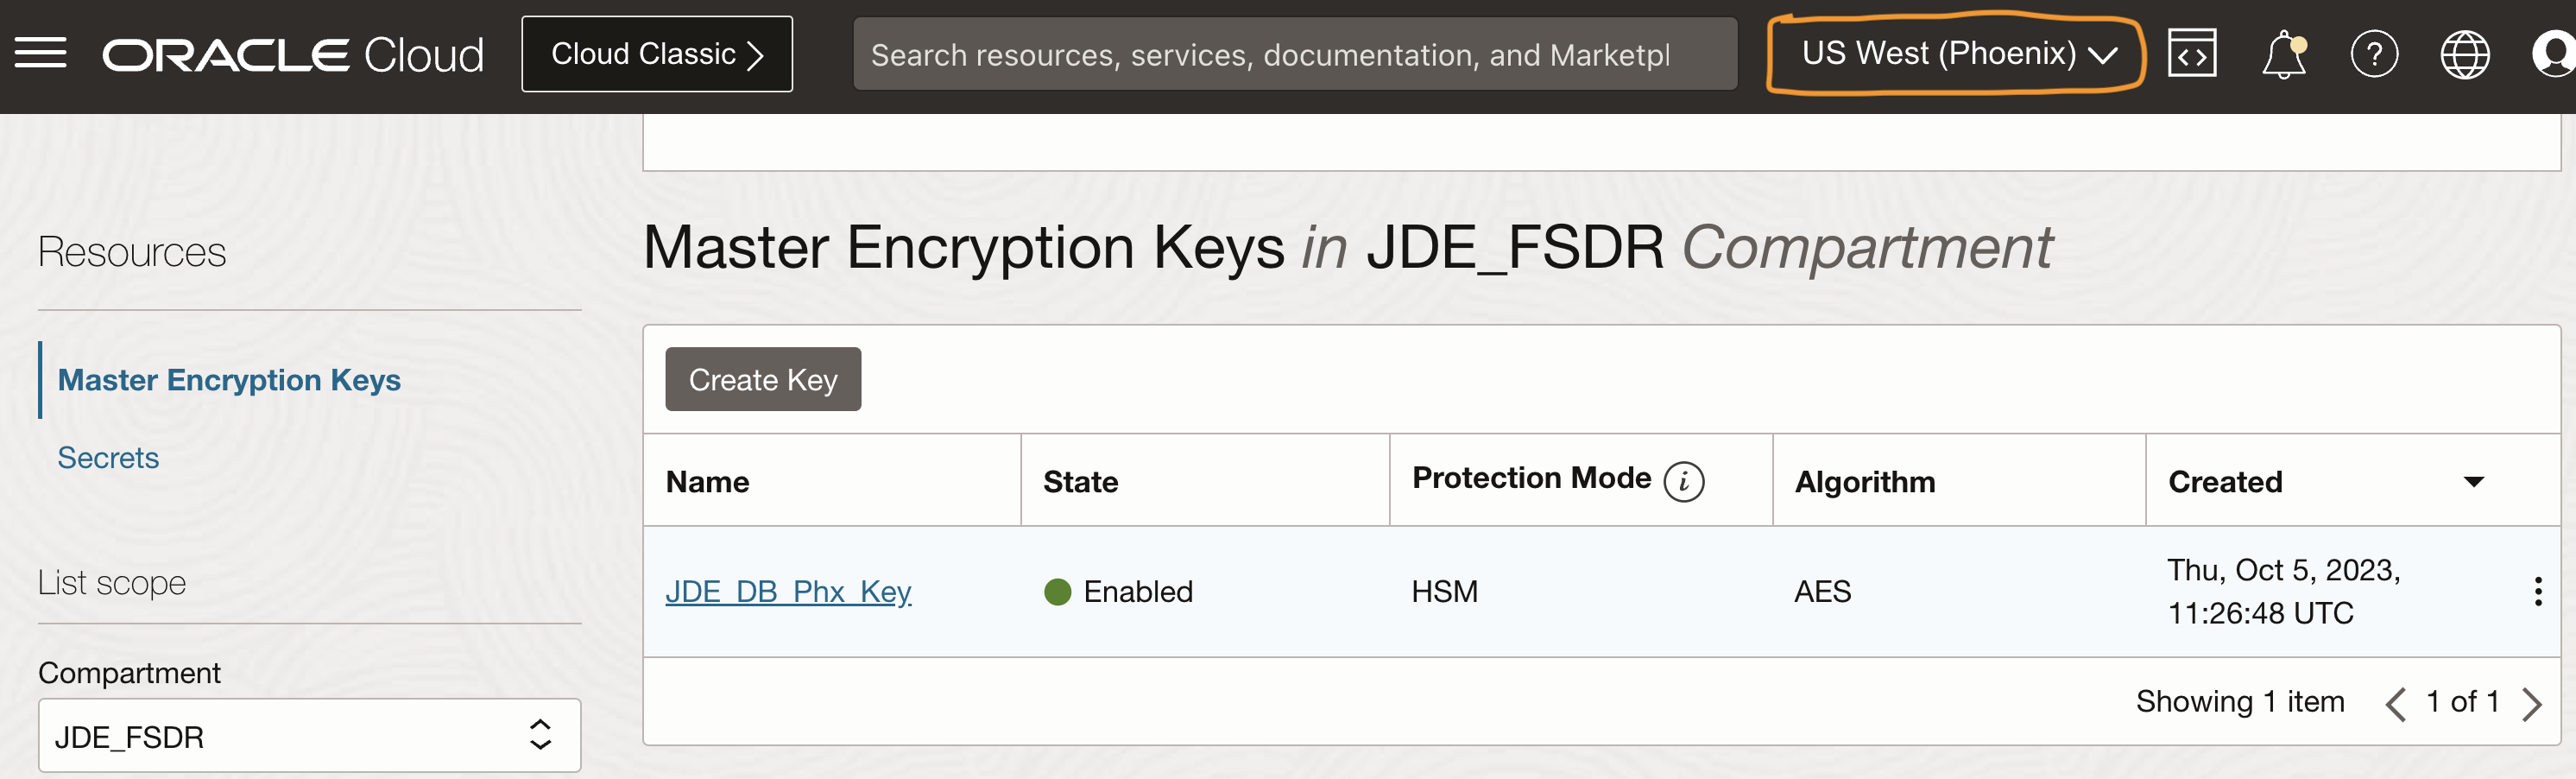 ORACLE Cloud
Cloud Classic
Search resources, services, documentation, and Marketpl
US West (Phoenix)
Resources
Master Encryption Keys
Secrets
List scope
Compartment
JDE_FSDR
Master Encryption Keys in JDE_FSDR Compartment
Create Key
Name State Protection Mode i Algorithm Created
JDE_DB_Phx_Key Enabled HSM AES Thu, Oct 5, 2023,
11:26:48 UTC
Showing 1 item 1 of 1